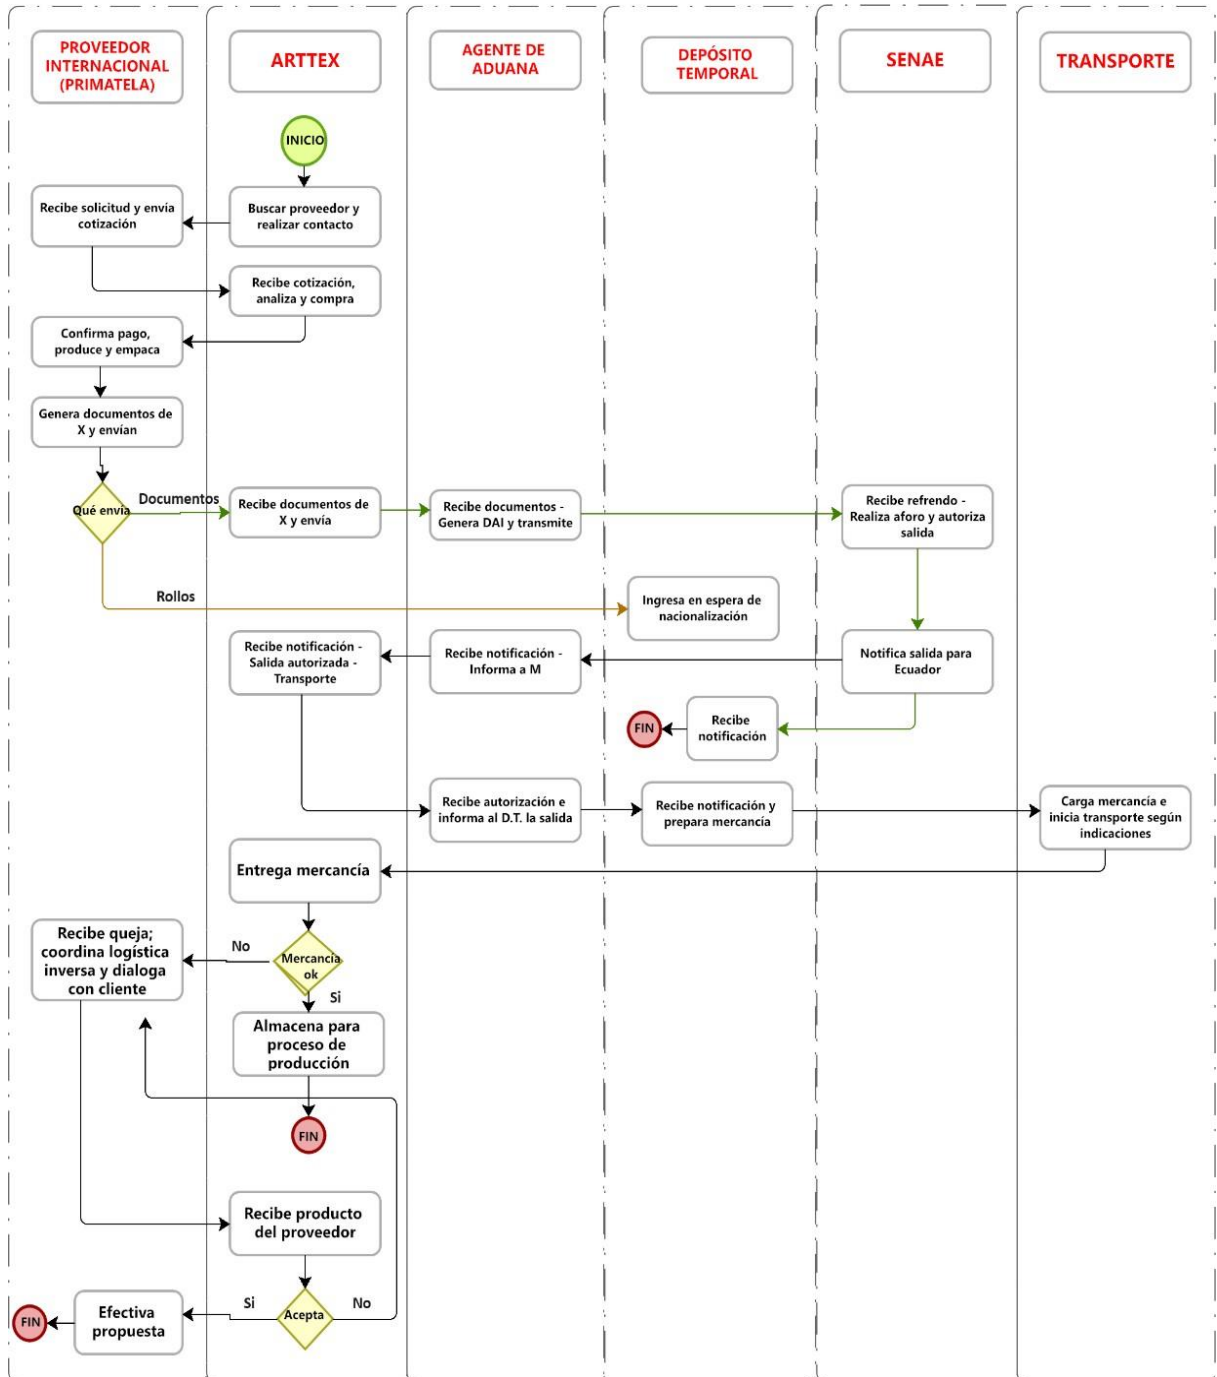 PROVEEDOR
INTERNACIONAL
(PRIMATELA)
ARTTEX
AGENTE DE
ADUANA
DEPÓSITO
TEMPORAL
SENAE
TRANSPORTE
INICIO
Recibe solicitud y envía
cotización
Buscar proveedor y
realizar contacto
Recibe cotización,
analiza y compra
Confirma pago,
produce y empaca
Genera documentos de
X y envían
Qué envía
Documentos
Recibe documentos de
X y envía
Recibe documentos -
Genera DAI y transmite
Recibe refrendo -
Realiza aforo y autoriza
salida
Rollos
Ingresa en espera de
nacionalización
Recibe notificación -
Salida autorizada -
Transporte
Recibe notificación -
Informa a M
Notifica salida para
Ecuador
FIN
Recibe
notificación
Recibe autorización e
informa al D.T. la salida
Recibe notificación y
prepara mercancía
Carga mercancía e
inicia transporte según
indicaciones
Entrega mercancía
Recibe queja;
coordina logística
inversa y dialoga
con cliente
No
Mercancía
ok
Si
Almacena para
proceso de
producción
FIN
Recibe producto
del proveedor
FIN
Efectiva
propuesta
Si
Acepta
No